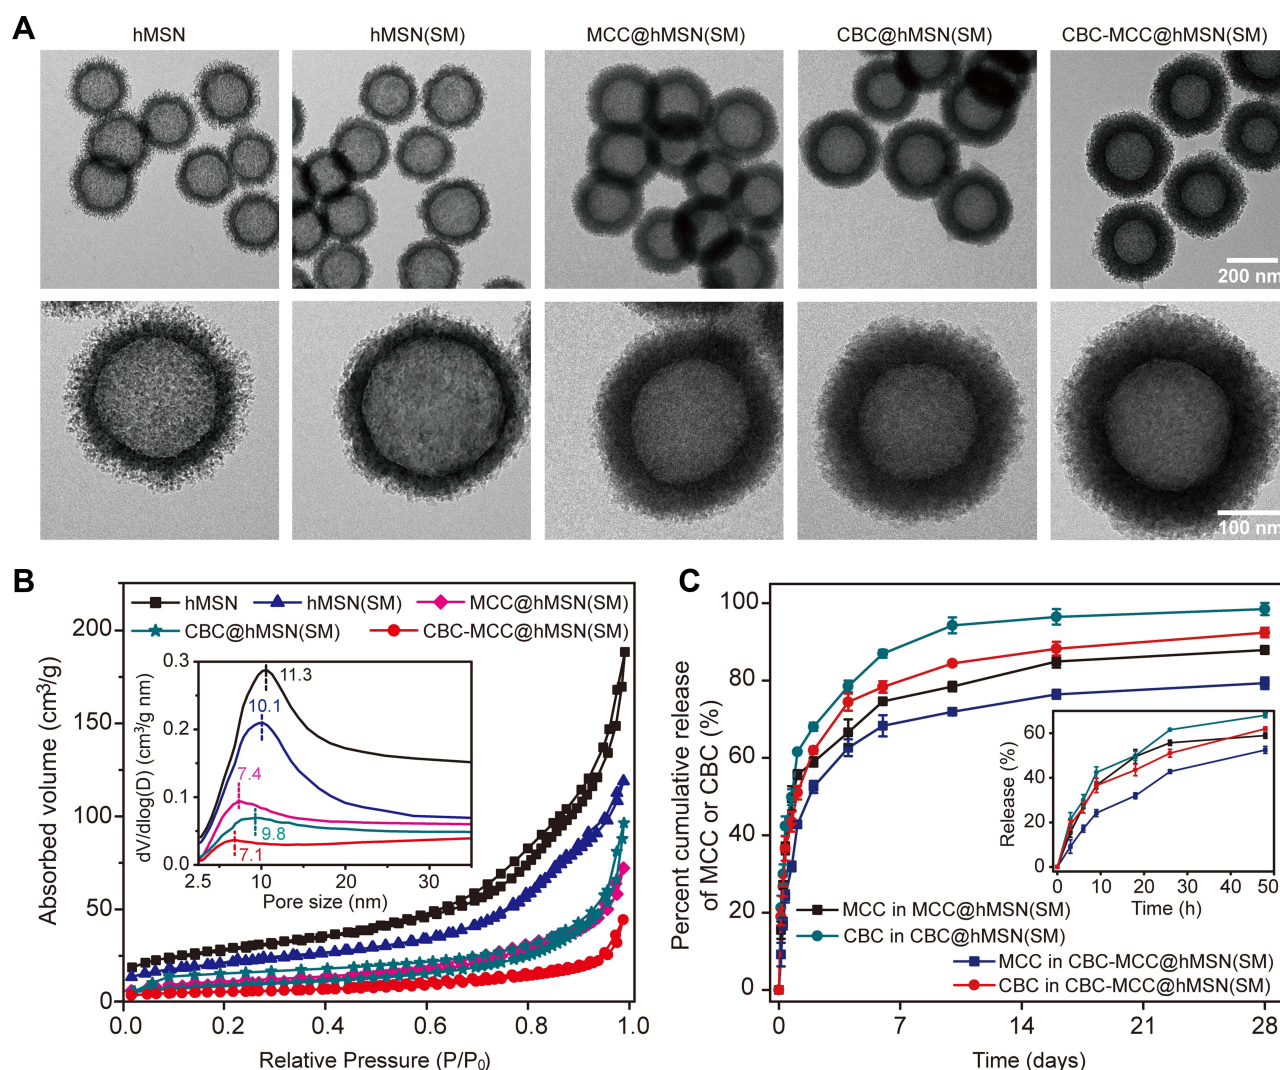 A
hMSN
hMSN(SM)
MCC@hMSN(SM)
CBC@hMSN(SM)
CBC-MCC@hMSN(SM)
200 nm
100 nm
B
Absorbed volume (cm³/g)
200
150
100
50
0
0.0
0.2
0.4
0.6
0.8
1.0
Relative Pressure (P/P₀)
hMSN
hMSN(SM)
MCC@hMSN(SM)
CBC@hMSN(SM)
CBC-MCC@hMSN(SM)
dV/dlog(D) (cm³/g nm)
0.3
0.2
0.1
0.0
2.5
10
20
30
Pore size (nm)
11.3
10.1
7.4
9.8
7.1
C
Percent cumulative release
of MCC or CBC (%)
100
80
60
40
20
0
0
7
14
21
28
Time (days)
Release (%)
60
40
20
0
0
10
20
30
40
50
Time (h)
MCC in MCC@hMSN(SM)
CBC in CBC@hMSN(SM)
MCC in CBC-MCC@hMSN(SM)
CBC in CBC-MCC@hMSN(SM)